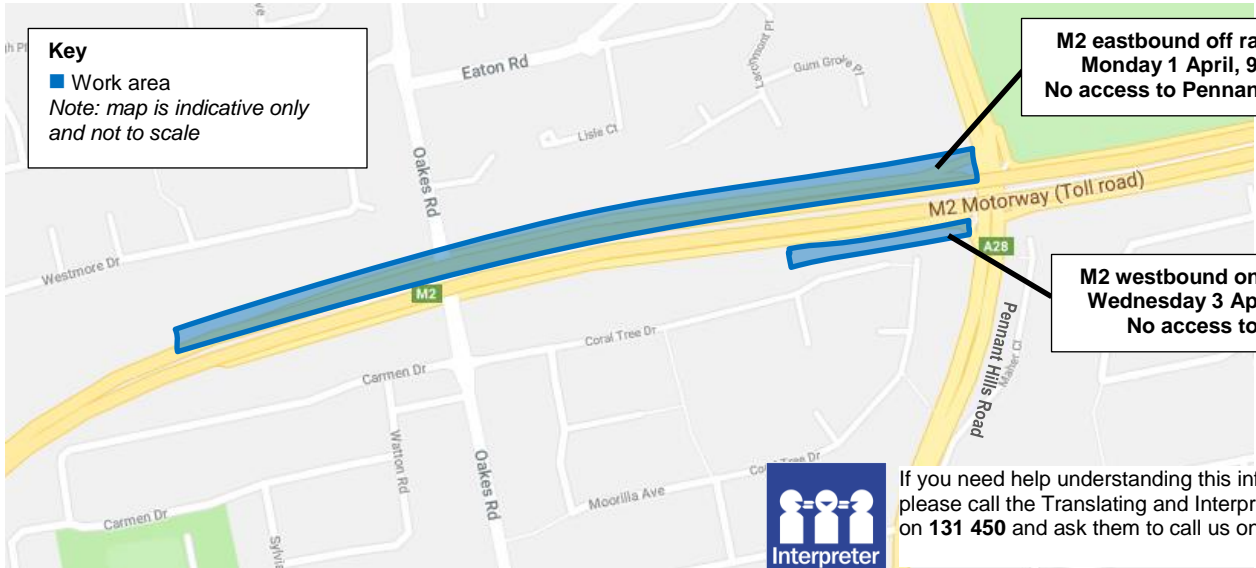 Key
Work area
Note: map is indicative only
and not to scale
Eaton Rd
Gum Grove Pl
Lisle Ct
Oakes Rd
M2 eastbound off ra
Monday 1 April, 9
No access to Pennan
M2 Motorway (Toll road)
A28
Westmore Dr
M2
M2 westbound on
Wednesday 3 Ap
No access to
Coral Tree Dr
Carmen Dr
Pennant Hills Road
Maher Cl
Watton Rd
Oakes Rd
Moorilla Ave
Carmen Dr
Interpreter
If you need help understanding this inf
please call the Translating and Interpr
on 131 450 and ask them to call us on